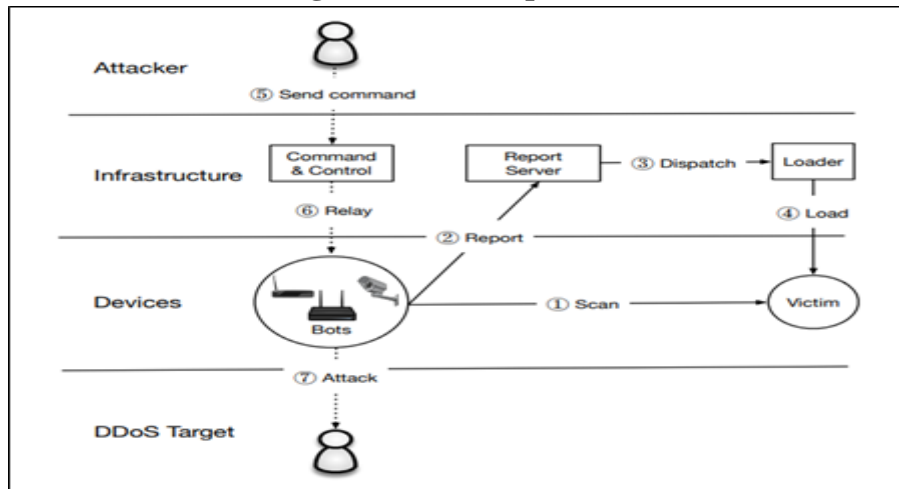 Attacker
⑤ Send command
Infrastructure
Command
& Control
Report
Server
③ Dispatch
Loader
⑥ Relay
④ Load
② Report
Devices
Bots
① Scan
Victim
⑦ Attack
DDoS Target